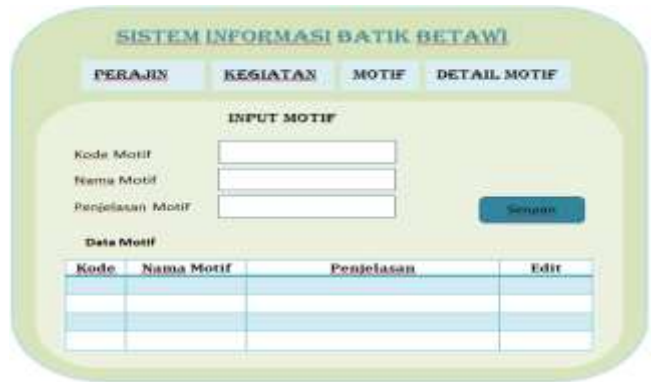 SISTEM INFORMASI BATIK BETAWI
PERAJIN KEGIATAN MOTIF DETAIL MOTIF
INPUT MOTIF
Kode Motif
Nama Motif
Penjelasan Motif
Simpan
Data Motif
Kode Nama Motif Penjelasan Edit